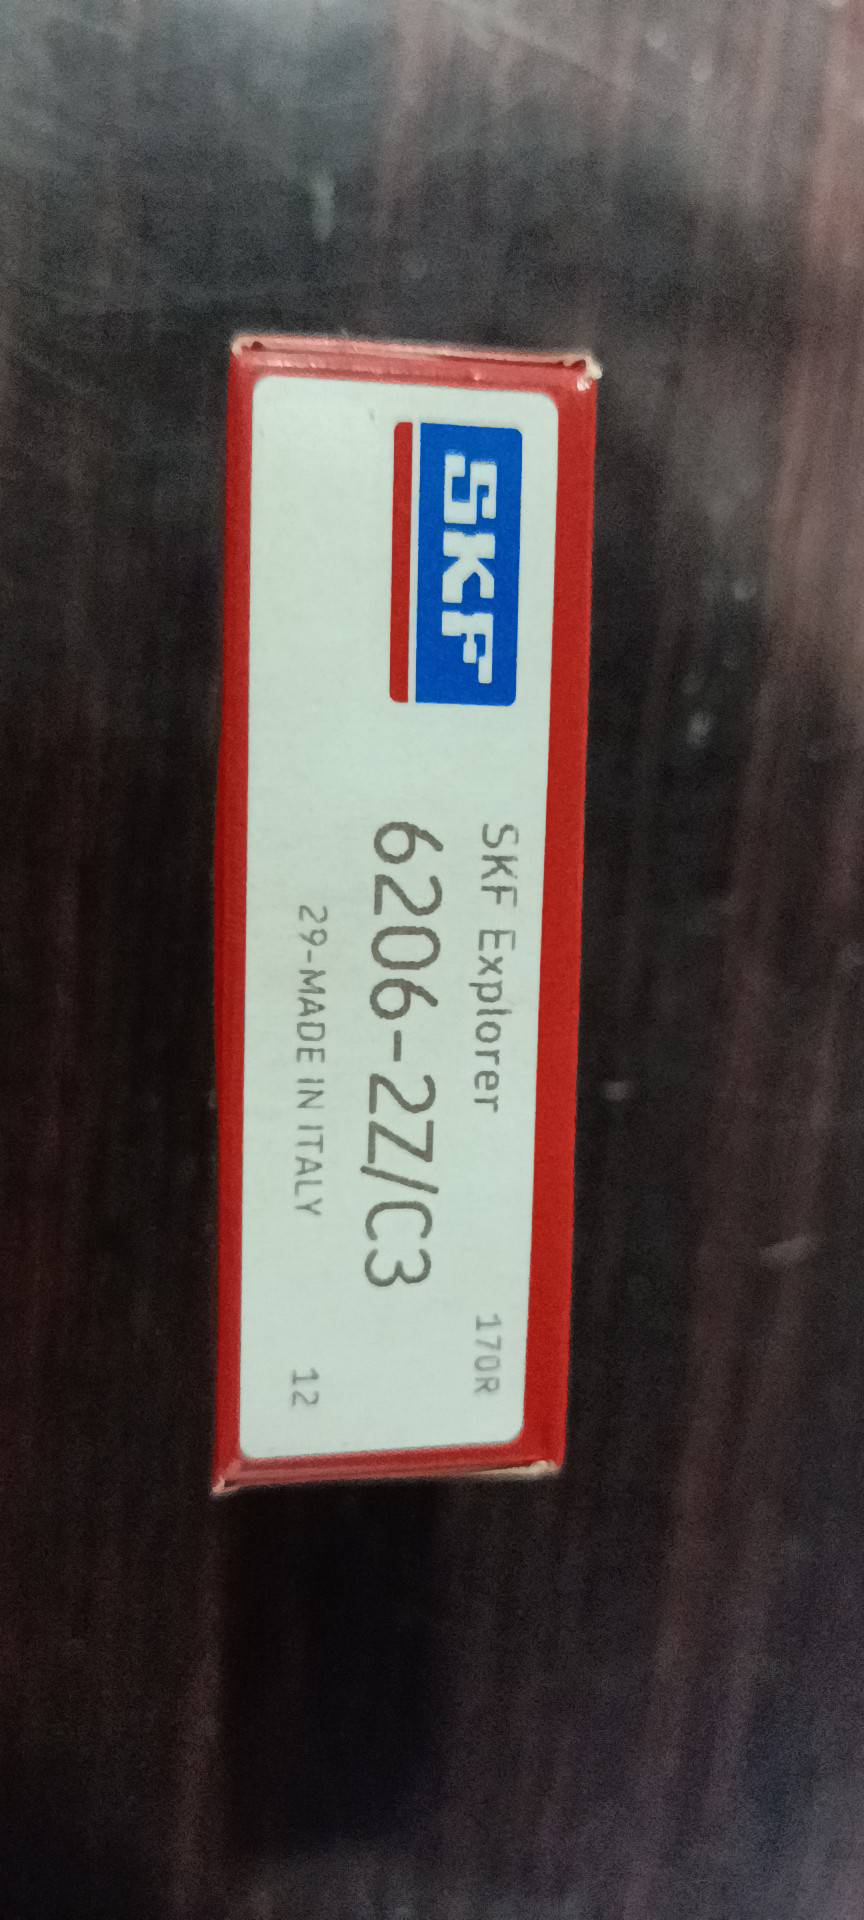 SKF
SKF Explorer 170R
6206-2Z/C3
29-MADE IN ITALY 12